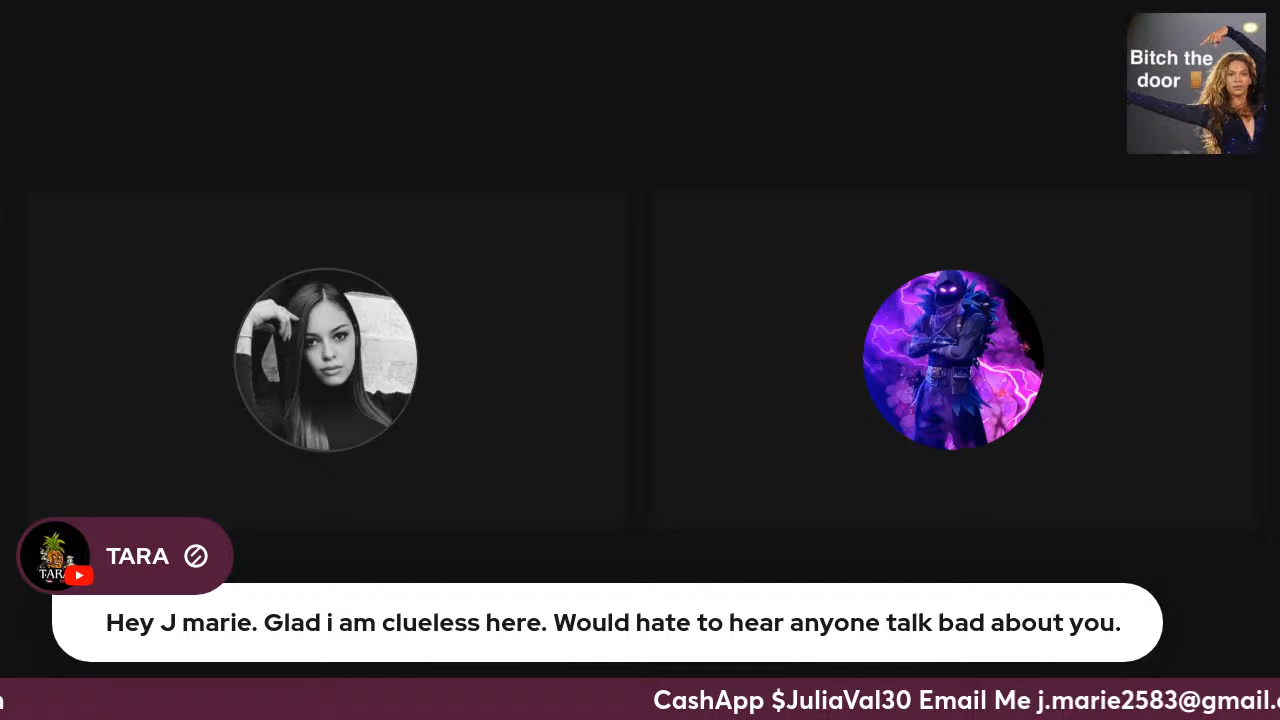 Bitch the
door
TARA
TARA
Hey J marie. Glad i am clueless here. Would hate to hear anyone talk bad about you.
CashApp $JuliaVal30 Email Me j.marie2583@gmail.